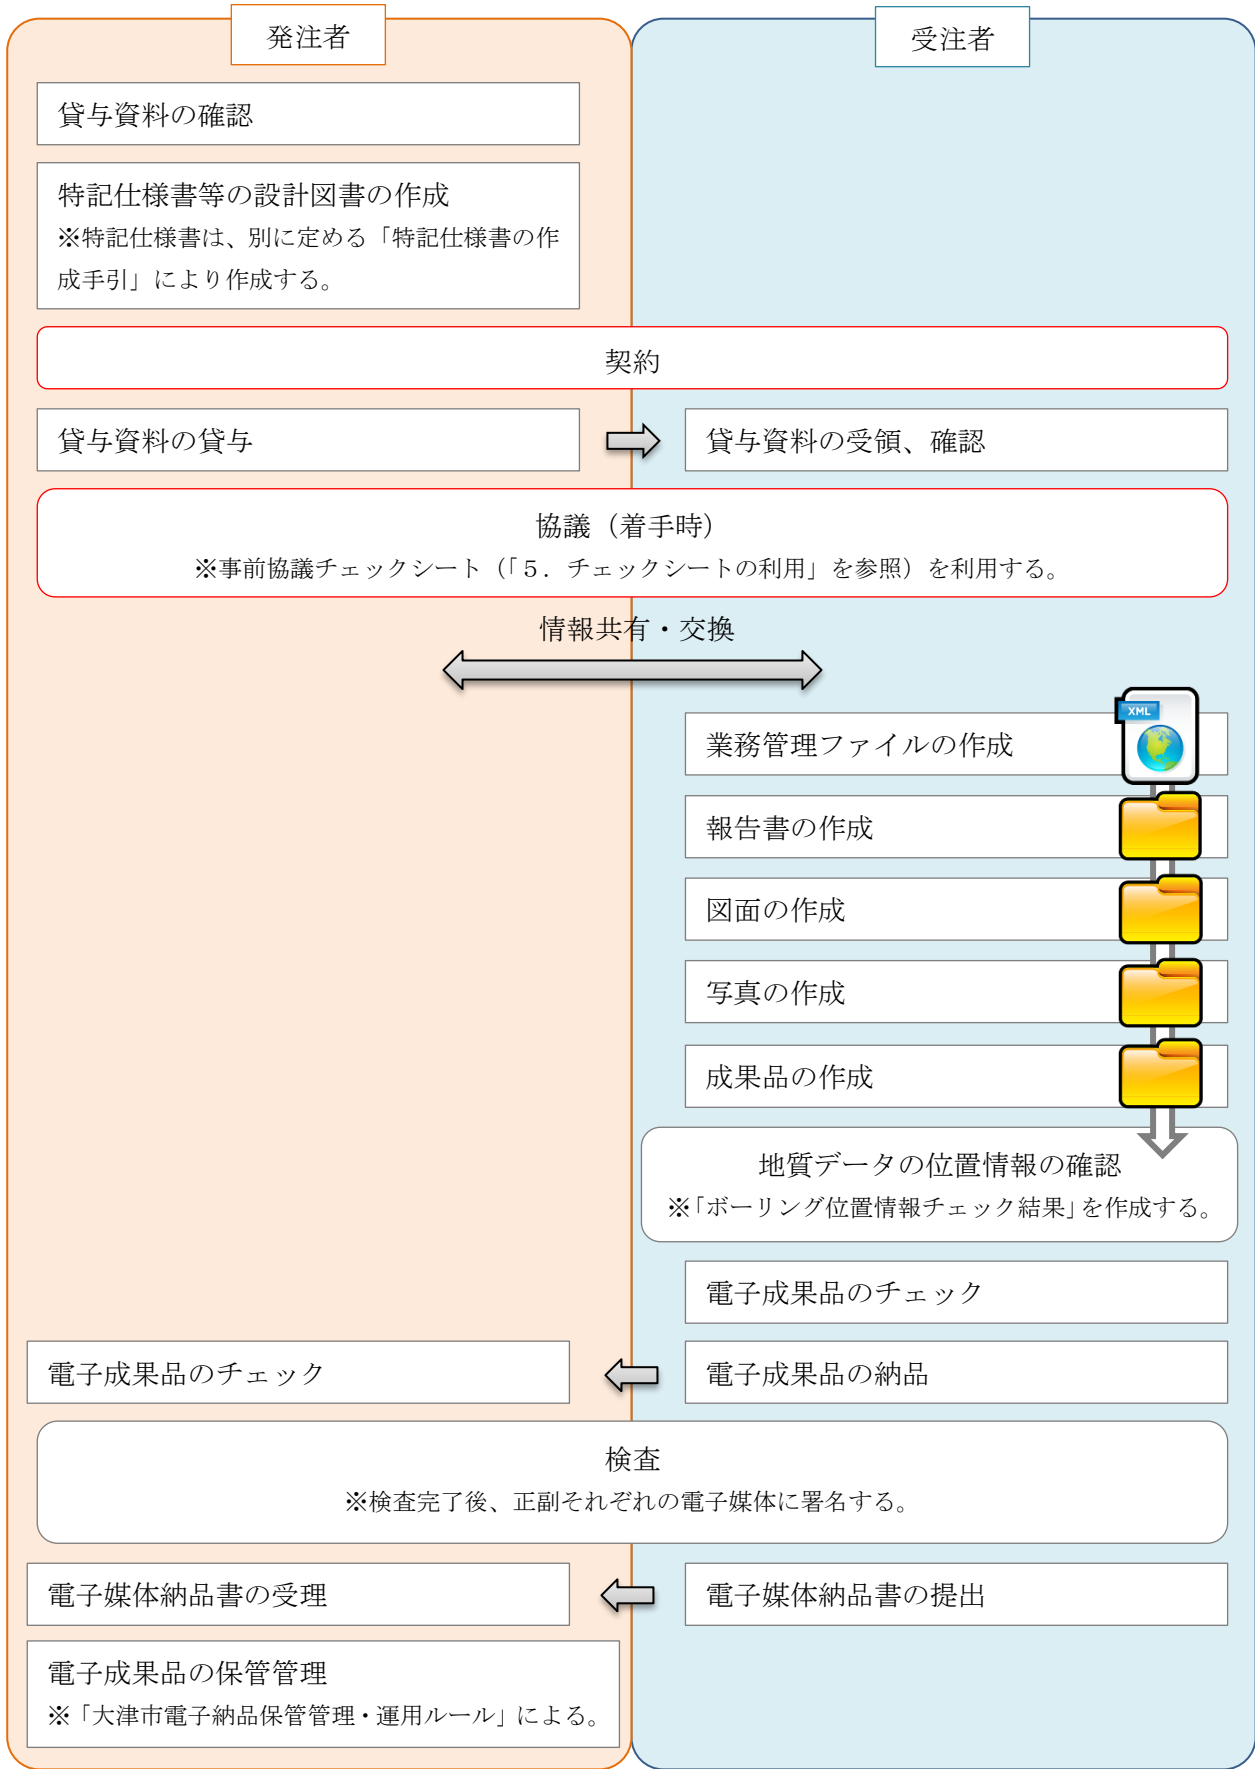 発注者
受注者
貸与資料の確認
特記仕様書等の設計図書の作成
※特記仕様書は、別に定める「特記仕様書の作
成手引」により作成する。
契約
貸与資料の貸与
貸与資料の受領、確認
協議（着手時）
※事前協議チェックシート（「５．チェックシートの利用」を参照）を利用する。
情報共有・交換
XML
業務管理ファイルの作成
報告書の作成
図面の作成
写真の作成
成果品の作成
地質データの位置情報の確認
※「ボーリング位置情報チェック結果」を作成する。
電子成果品のチェック
電子成果品のチェック
電子成果品の納品
検査
※検査完了後、正副それぞれの電子媒体に署名する。
電子媒体納品書の受理
電子媒体納品書の提出
電子成果品の保管管理
※「大津市電子納品保管管理・運用ルール」による。